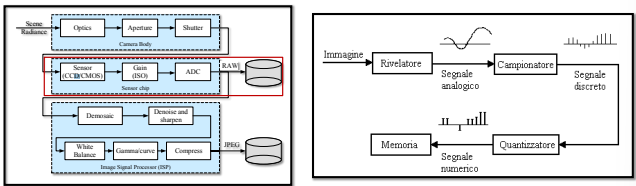 Scene
Radiance
Optics
Aperture
Shutter
Camera Body
Sensor
(CCD/CMOS)
Gain
(ISO)
ADC
RAW
Sensor chip
Demosaic
Denoise and
sharpen
White
Balance
Gamma/curve
Compress
JPEG
Image Signal Processor (ISP)
Immagine
Rivelatore
Segnale
analogico
Campionatore
Segnale
discreto
Quantizzatore
Segnale
numerico
Memoria